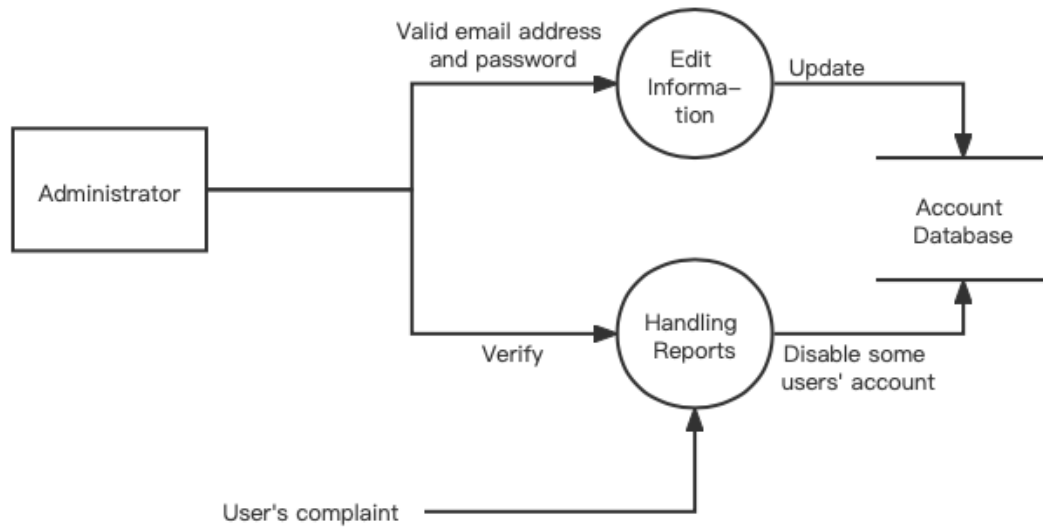 Valid email address
and password
Edit
Informa-
tion
Update
Administrator
Account
Database
Handling
Reports
Verify
Disable some
users' account
User's complaint